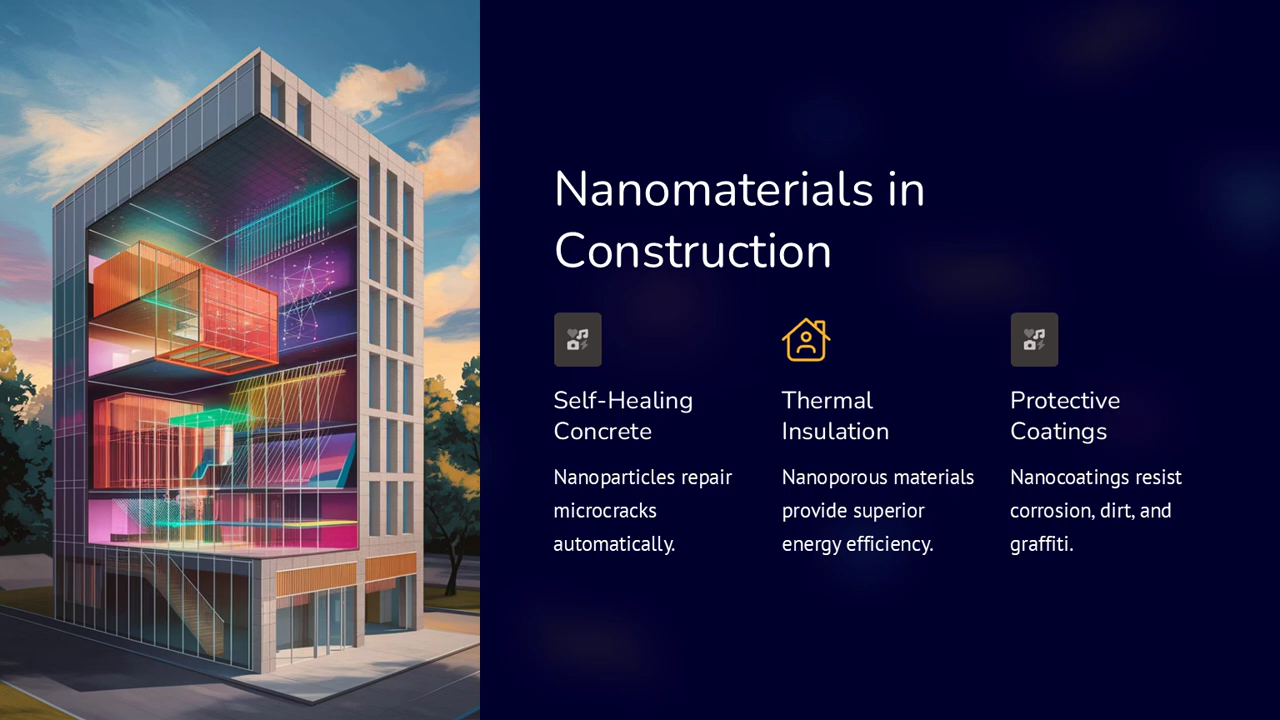 Nanomaterials in
Construction
Self-Healing
Concrete
Nanoparticles repair
microcracks
automatically.
Thermal
Insulation
Nanoporous materials
provide superior
energy efficiency.
Protective
Coatings
Nanocoatings resist
corrosion, dirt, and
graffiti.